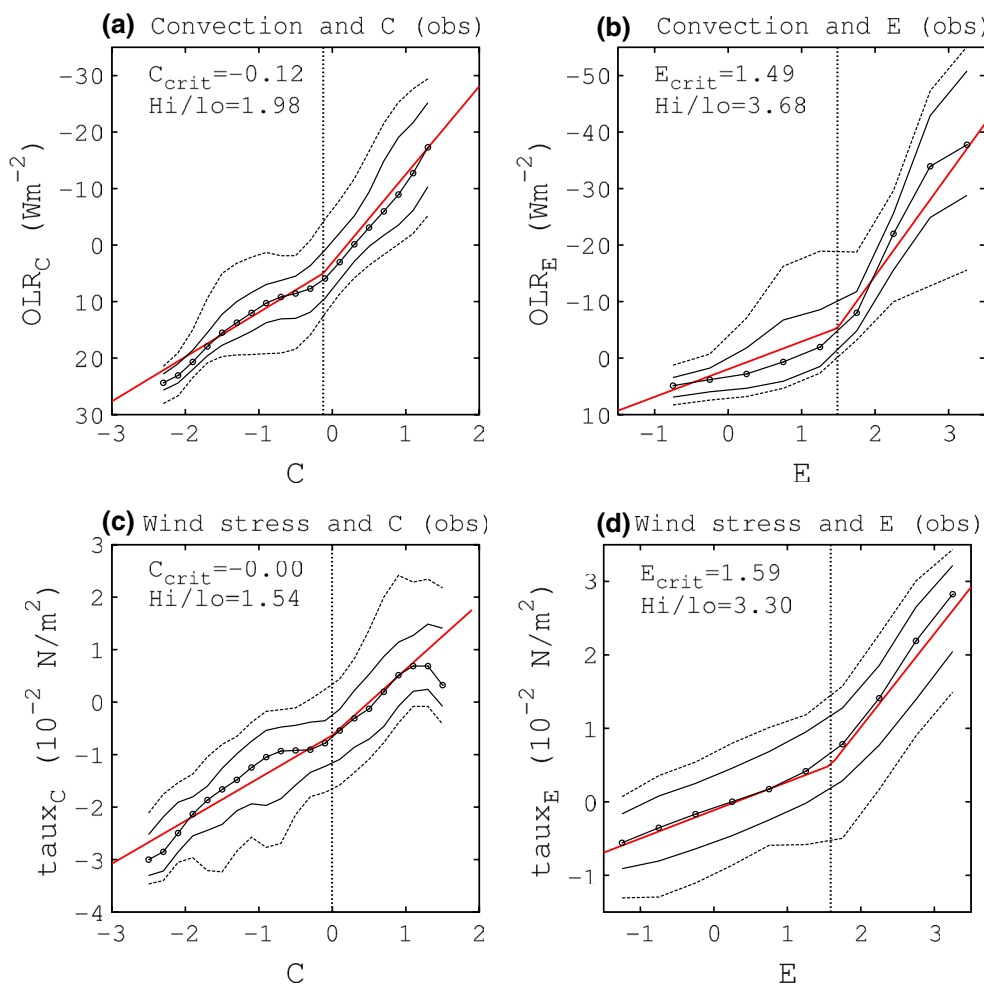 (a) Convection and C (obs)
C_crit=−0.12
Hi/lo=1.98
OLR_C (Wm^−2)
−30
−20
−10
0
10
20
30
−3 −2 −1 0 1 2
C
(b) Convection and E (obs)
E_crit=1.49
Hi/lo=3.68
OLR_E (Wm^−2)
−50
−40
−30
−20
−10
0
10
−1 0 1 2 3
E
(c) Wind stress and C (obs)
C_crit=−0.00
Hi/lo=1.54
taux_C (10^−2 N/m^2)
3
2
1
0
−1
−2
−3
−4
−3 −2 −1 0 1 2
C
(d) Wind stress and E (obs)
E_crit=1.59
Hi/lo=3.30
taux_E (10^−2 N/m^2)
3
2
1
0
−1
−1 0 1 2 3
E